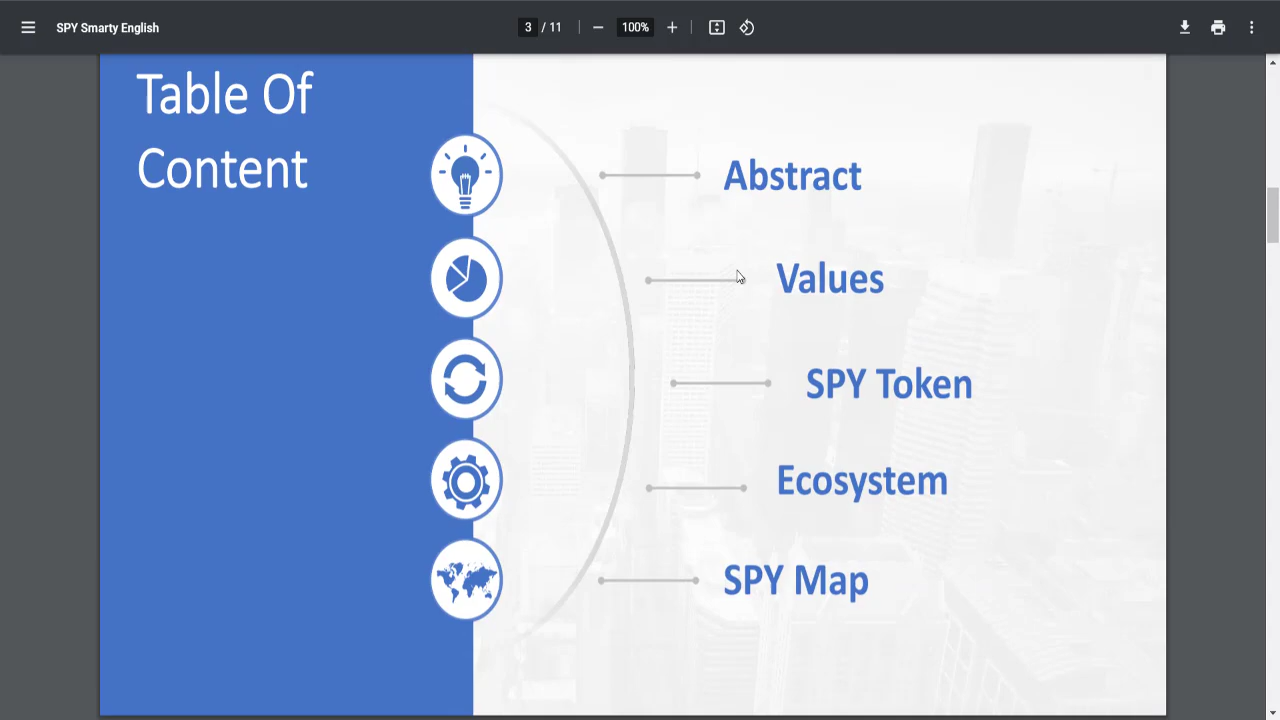 SPY Smarty English
3 / 11
100%
Table Of
Content
Abstract
Values
SPY Token
Ecosystem
SPY Map